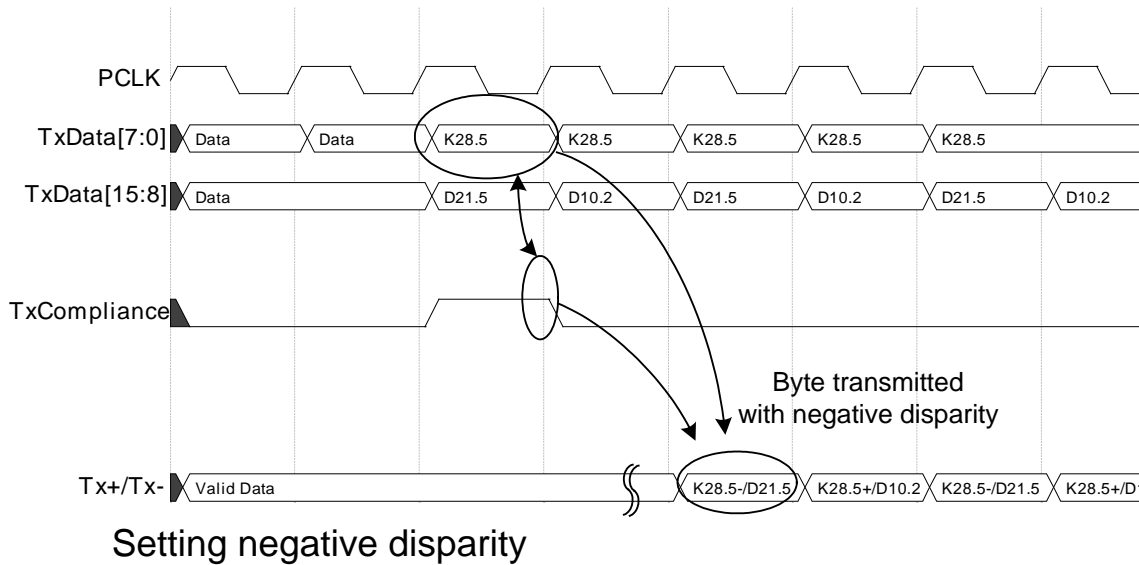 PCLK
TxData[7:0] Data Data K28.5 K28.5 K28.5 K28.5 K28.5
TxData[15:8] Data D21.5 D10.2 D21.5 D10.2 D21.5 D10.2
TxCompliance
Byte transmitted
with negative disparity
Tx+/Tx- Valid Data K28.5-/D21.5 K28.5+/D10.2 K28.5-/D21.5 K28.5+/D1
Setting negative disparity